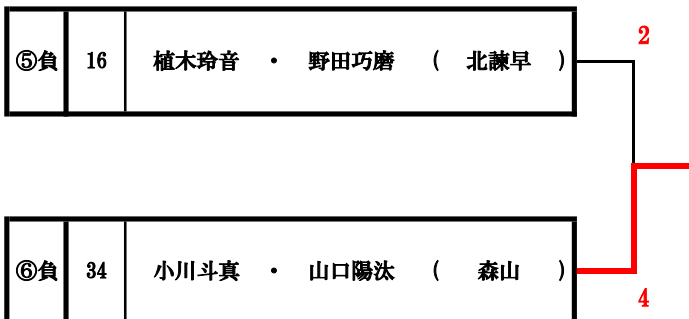 2
⑤負 16 植木玲音 ・ 野田巧磨 ( 北諫早 )
⑥負 34 小川斗真 ・ 山口陽汰 ( 森山 )
4